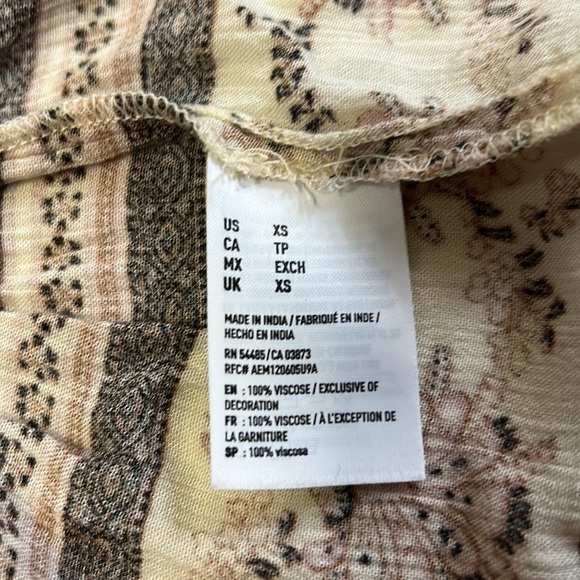 US XS
CA TP
MX EXCH
UK XS
MADE IN INDIA / FABRIQUÉ EN INDE /
HECHO EN INDIA
RN 54485 / CA 03873
RFC# AEM120605U9A
EN : 100% VISCOSE / EXCLUSIVE OF
DECORATION
FR : 100% VISCOSE / À L'EXCEPTION DE
LA GARNITURE
SP : 100% viscosa